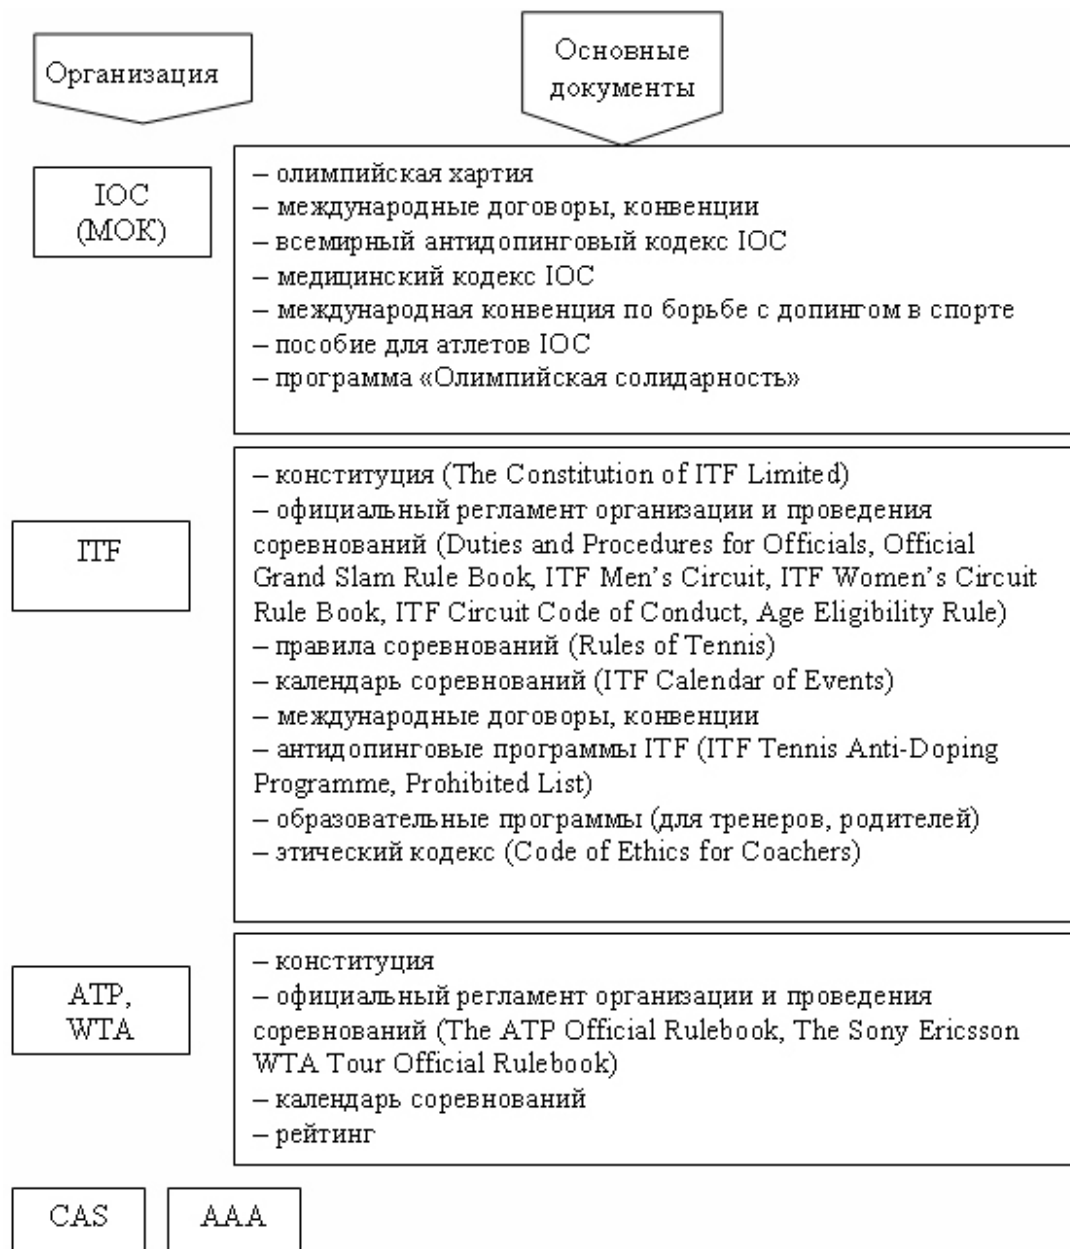 Организация
Основные
документы
IOC
(МОК)
– олимпийская хартия
– международные договоры, конвенции
– всемирный антидопинговый кодекс IOC
– медицинский кодекс IOC
– международная конвенция по борьбе с допингом в спорте
– пособие для атлетов IOC
– программа «Олимпийская солидарность»
ITF
– конституция (The Constitution of ITF Limited)
– официальный регламент организации и проведения
соревнований (Duties and Procedures for Officials, Official
Grand Slam Rule Book, ITF Men’s Circuit, ITF Women’s Circuit
Rule Book, ITF Circuit Code of Conduct, Age Eligibility Rule)
– правила соревнований (Rules of Tennis)
– календарь соревнований (ITF Calendar of Events)
– международные договоры, конвенции
– антидопинговые программы ITF (ITF Tennis Anti-Doping
Programme, Prohibited List)
– образовательные программы (для тренеров, родителей)
– этический кодекс (Code of Ethics for Coachers)
ATP,
WTA
– конституция
– официальный регламент организации и проведения
соревнований (The ATP Official Rulebook, The Sony Ericsson
WTA Tour Official Rulebook)
– календарь соревнований
– рейтинг
CAS
AAA